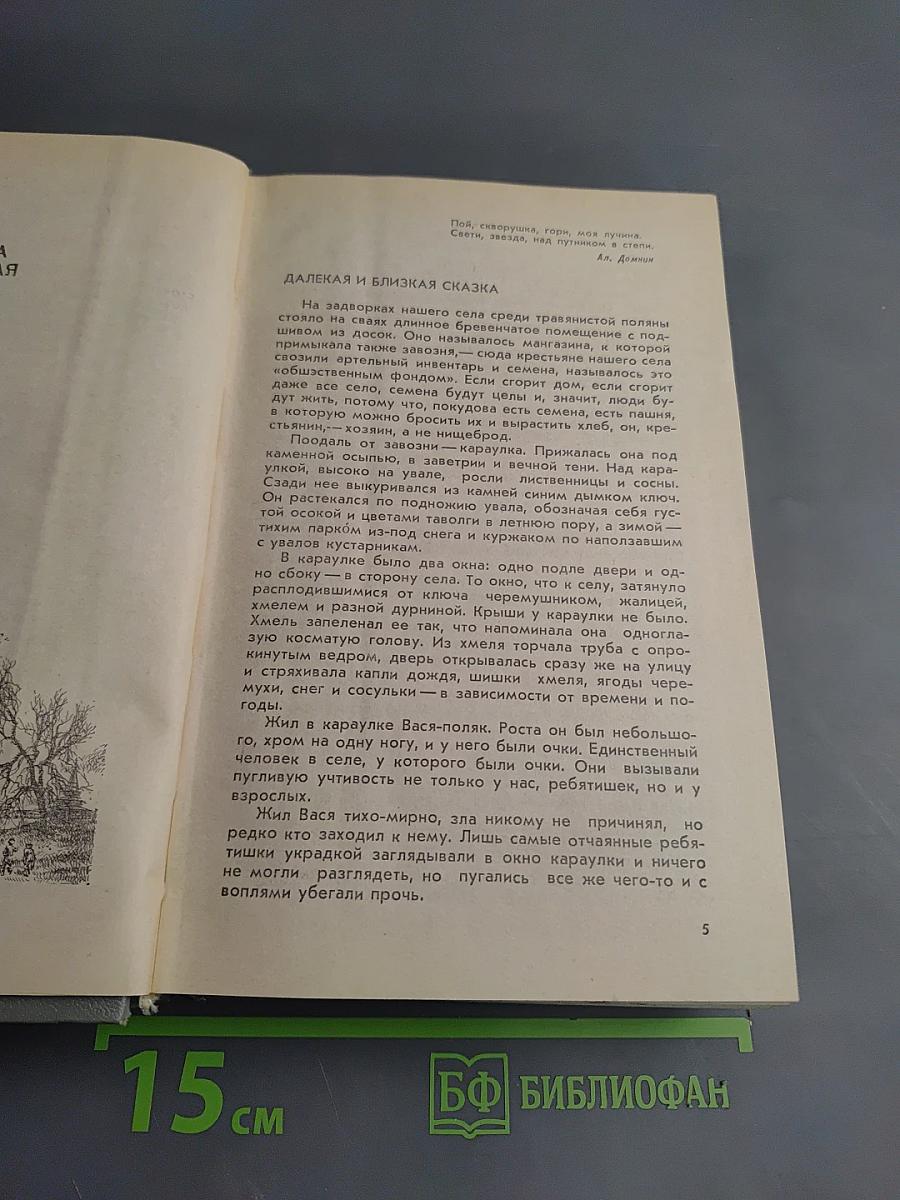 А
АЯ
Пой, скворушка, гори, моя лучина.
Свети, звезда, над путником в степи.
Ал. Домнин
ДАЛЕКАЯ И БЛИЗКАЯ СКАЗКА
На задворках нашего села среди травянистой поляны
стояло на сваях длинное бревенчатое помещение с под-
шивом из досок. Оно называлось мангазина, к которой
примыкала также завозня,— сюда крестьяне нашего села
свозили артельный инвентарь и семена, называлось это
«обшэственным фондом». Если сгорит дом, если сгорит
даже все село, семена будут целы и, значит, люди бу-
дут жить, потому что, покудова есть семена, есть пашня,
в которую можно бросить их и вырастить хлеб, он, кре-
стьянин,— хозяин, а не нищеброд.
Поодаль от завозни — караулка. Прижалась она под
каменной осыпью, в заветрии и вечной тени. Над кара-
улкой, высоко на увале, росли лиственницы и сосны.
Сзади нее выкуривался из камней синим дымком ключ.
Он растекался по подножию увала, обозначая себя гус-
той осокой и цветами таволги в летнюю пору, а зимой —
тихим парко́м из-под снега и куржаком по наползавшим
с увалов кустарникам.
В караулке было два окна: одно подле двери и од-
но сбоку — в сторону села. То окно, что к селу, затянуло
расплодившимися от ключа черемушником, жалицей,
хмелем и разной дурниной. Крыши у караулки не было.
Хмель запеленал ее так, что напоминала она одногла-
зую косматую голову. Из хмеля торчала труба с опро-
кинутым ведром, дверь открывалась сразу же на улицу
и стряхивала капли дождя, шишки хмеля, ягоды чере-
мухи, снег и сосульки — в зависимости от времени и по-
годы.
Жил в караулке Вася-поляк. Роста он был небольшо-
го, хром на одну ногу, и у него были очки. Единственный
человек в селе, у которого были очки. Они вызывали
пугливую учтивость не только у нас, ребятишек, но и у
взрослых.
Жил Вася тихо-мирно, зла никому не причинял, но
редко кто заходил к нему. Лишь самые отчаянные ребя-
тишки украдкой заглядывали в окно караулки и ничего
не могли разглядеть, но пугались все же чего-то и с
воплями убегали прочь.
5
15 см
БФ БИБЛИОФАН